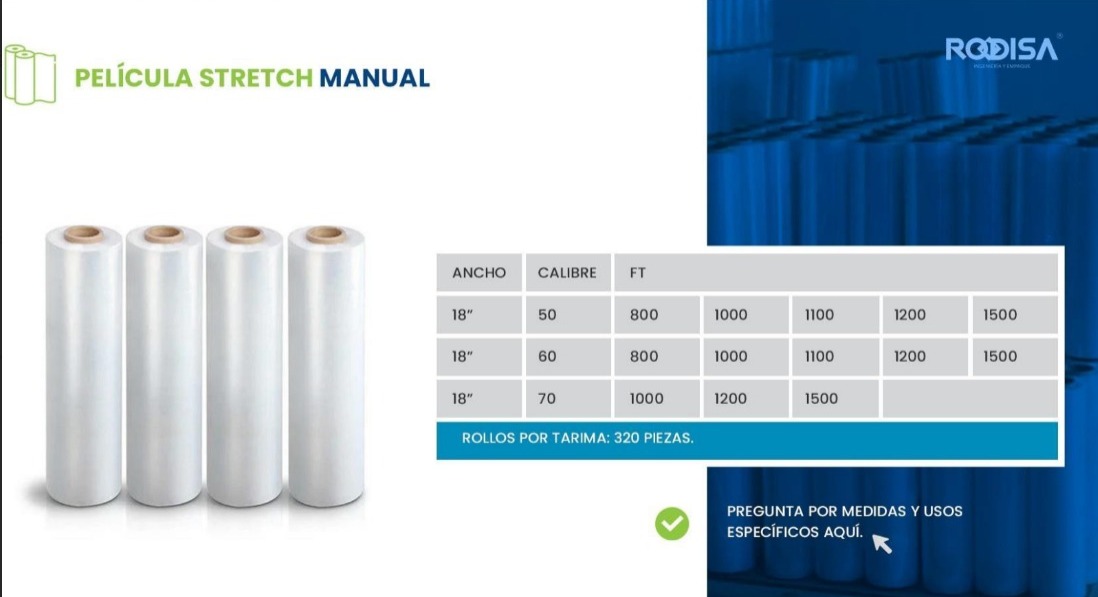 RODISA
PELÍCULA STRETCH MANUAL
ANCHO CALIBRE FT
18” 50 800 1000 1100 1200 1500
18” 60 800 1000 1100 1200 1500
18” 70 1000 1200 1500
ROLLOS POR TARIMA: 320 PIEZAS.
PREGUNTA POR MEDIDAS Y USOS
ESPECÍFICOS AQUÍ.